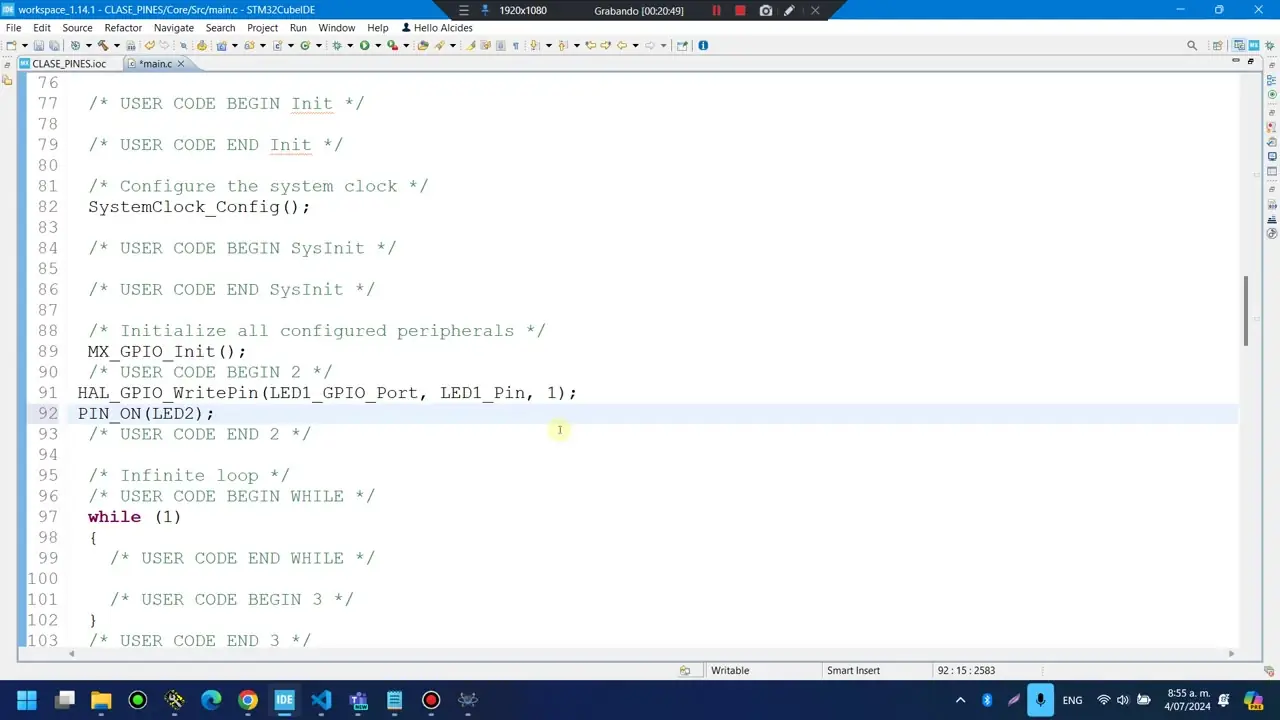 workspace_1.14.1 - CLASE_PINES/Core/Src/main.c - STM32CubeIDE
1920x1080
Grabando [00:20:49]
File Edit Source Refactor Navigate Search Project Run Window Help Hello Alcides
CLASE_PINES.ioc
*main.c
76
77 /* USER CODE BEGIN Init */
78
79 /* USER CODE END Init */
80
81 /* Configure the system clock */
82 SystemClock_Config();
83
84 /* USER CODE BEGIN SysInit */
85
86 /* USER CODE END SysInit */
87
88 /* Initialize all configured peripherals */
89 MX_GPIO_Init();
90 /* USER CODE BEGIN 2 */
91 HAL_GPIO_WritePin(LED1_GPIO_Port, LED1_Pin, 1);
92 PIN_ON(LED2);
93 /* USER CODE END 2 */
94
95 /* Infinite loop */
96 /* USER CODE BEGIN WHILE */
97 while (1)
98 {
99 /* USER CODE END WHILE */
100
101 /* USER CODE BEGIN 3 */
102 }
103 /* USER CODE END 3 */
Writable Smart Insert 92 : 15 : 2583
IDE
ENG
8:55 a. m.
4/07/2024